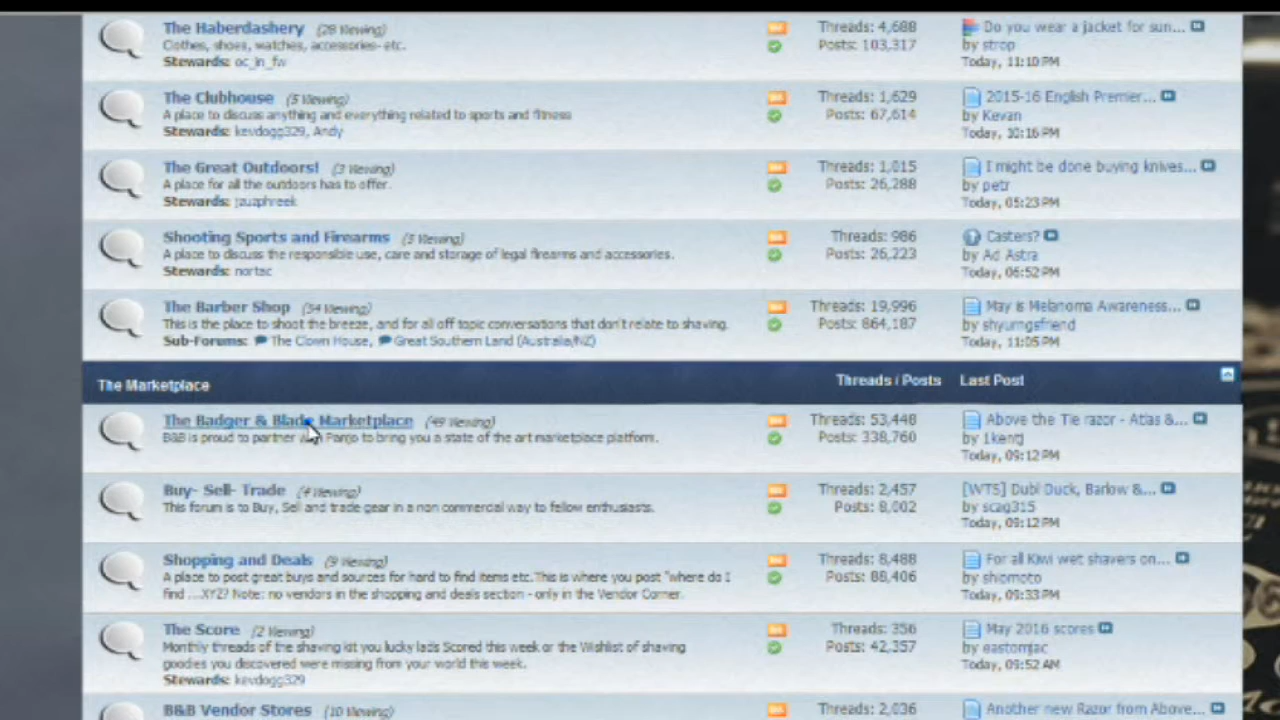 The Haberdashery (28 Viewing) Threads: 4,688 Do you wear a jacket for sun...
Clothes, shoes, watches, accessories- etc. Posts: 103,317 by strop
Stewards: oc_in_fw Today, 11:10 PM
The Clubhouse (5 Viewing) Threads: 1,629 2015-16 English Premier...
A place to discuss anything and everything related to sports and fitness Posts: 67,614 by Kevan
Stewards: kevdogg329, Andy Today, 10:16 PM
The Great Outdoors! (3 Viewing) Threads: 1,015 I might be done buying knives...
A place for all the outdoors has to offer. Posts: 26,288 by petr
Stewards: jzuzphreek Today, 05:23 PM
Shooting Sports and Firearms (3 Viewing) Threads: 986 Casters?
A place to discuss the responsible use, care and storage of legal firearms and accessories. Posts: 26,223 by Ad Astra
Stewards: nortac Today, 06:52 PM
The Barber Shop (54 Viewing) Threads: 19,996 May is Melanoma Awareness...
This is the place to shoot the breeze, and for all off topic conversations that don't relate to shaving. Posts: 864,187 by shyumgsfriend
Sub-Forums: The Clown House, Great Southern Land (Australia/NZ) Today, 11:05 PM
The Marketplace Threads / Posts Last Post
The Badger & Blade Marketplace (49 Viewing) Threads: 53,448 Above the Tie razor - Atlas &...
B&B is proud to partner Pango to bring you a state of the art marketplace platform. Posts: 338,760 by 1kentj
Today, 09:12 PM
Buy- Sell- Trade (4 Viewing) Threads: 2,457 [WTS] Dubl Duck, Barlow &...
This forum is to Buy, Sell and trade gear in a non commercial way to fellow enthusiasts. Posts: 8,002 by scag315
Today, 09:12 PM
Shopping and Deals (9 Viewing) Threads: 8,488 For all Kiwi wet shavers on...
A place to post great buys and sources for hard to find items etc.This is where you post "where do I Posts: 88,406 by shiomoto
find ...XYZ? Note: no vendors in the shopping and deals section - only in the Vendor Corner. Today, 09:33 PM
The Score (2 Viewing) Threads: 356 May 2016 scores
Monthly threads of the shaving kit you lucky lads Scored this week or the Wishlist of shaving Posts: 42,357 by eastomjac
goodies you discovered were missing from your world this week. Today, 09:52 AM
Stewards: kevdogg329
B&B Vendor Stores (10 Viewing) Threads: 2,036 Another new Razor from Above...